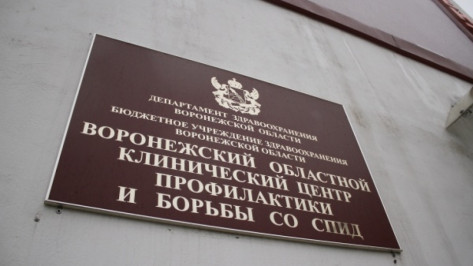 ДЕПАРТАМЕНТ ЗДРАВООХРАНЕНИЯ
ВОРОНЕЖСКОЙ ОБЛАСТИ
БЮДЖЕТНОЕ УЧРЕЖДЕНИЕ ЗДРАВООХРАНЕНИЯ
ВОРОНЕЖСКОЙ ОБЛАСТИ
ВОРОНЕЖСКИЙ ОБЛАСТНОЙ
КЛИНИЧЕСКИЙ ЦЕНТР
ПРОФИЛАКТИКИ
И БОРЬБЫ СО СПИД